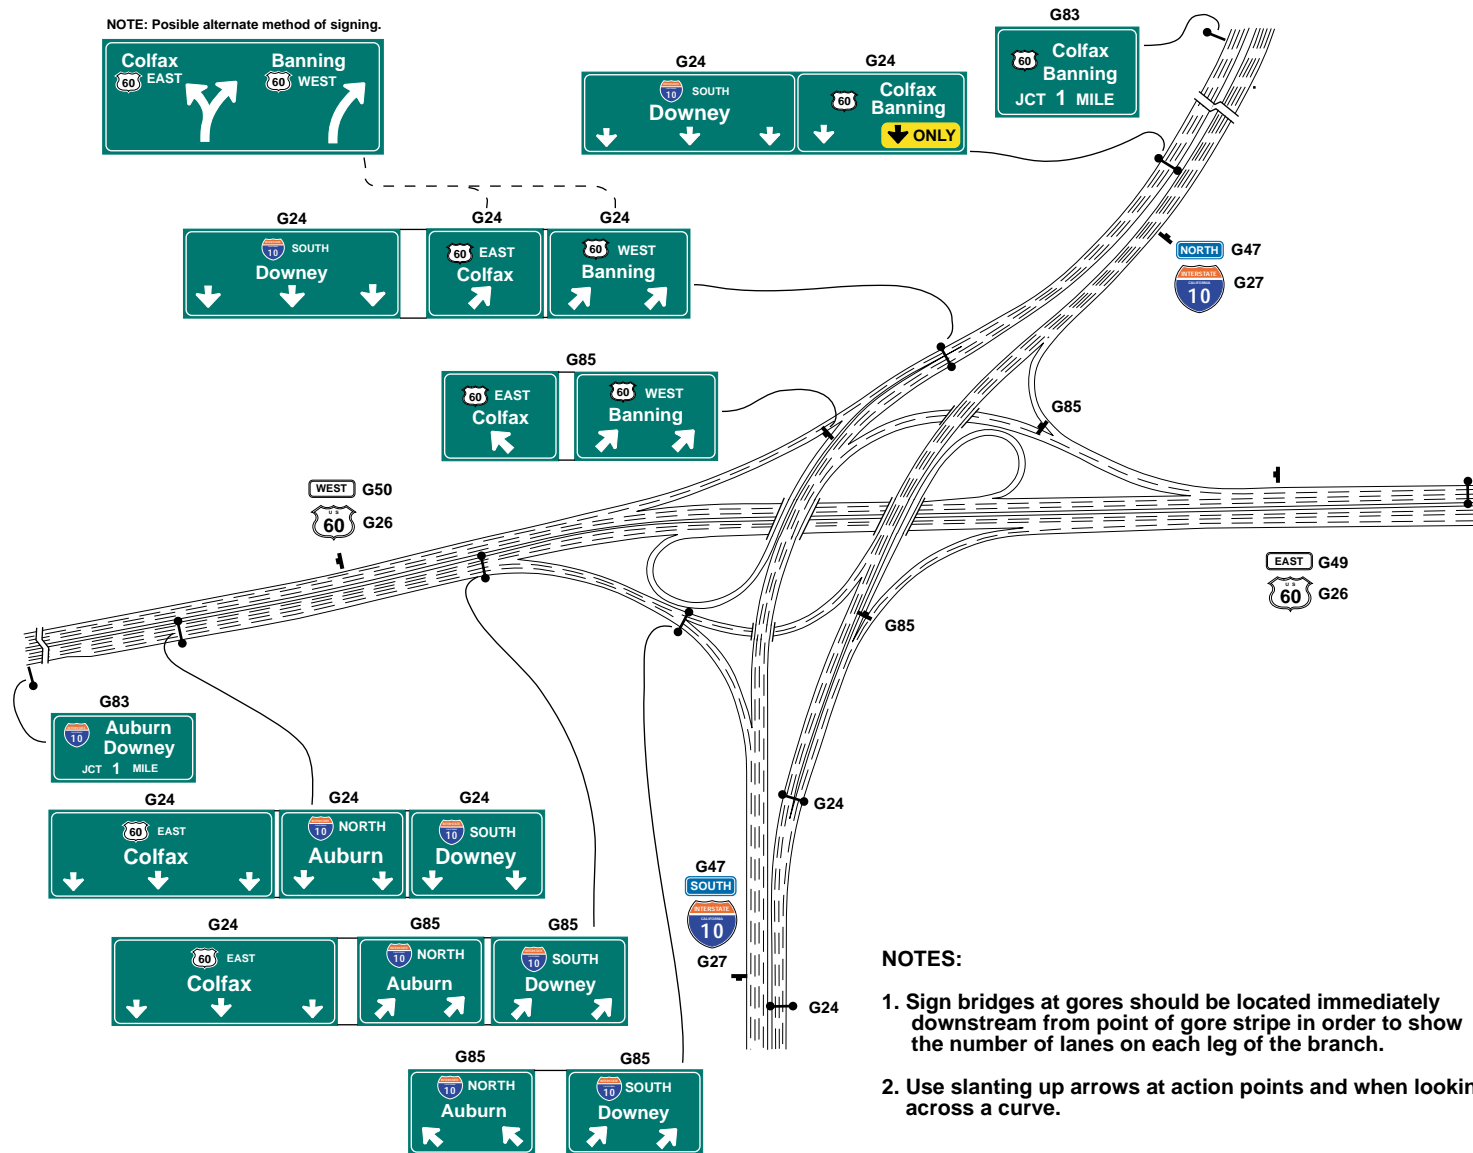 NOTE: Posible alternate method of signing.
Colfax
60 EAST
Banning
60 WEST
G24
10 SOUTH
Downey
G24
60 Colfax
Banning
ONLY
G83
60 Colfax
Banning
JCT 1 MILE
G24
10 SOUTH
Downey
G24
60 EAST
Colfax
G24
60 WEST
Banning
NORTH G47
INTERSTATE
CALIFORNIA
10
G27
G85
60 EAST
Colfax
60 WEST
Banning
G85
WEST G50
U S
60 G26
EAST G49
U S
60 G26
G85
G83
10 Auburn
Downey
JCT 1 MILE
G24
60 EAST
Colfax
G24
10 NORTH
Auburn
G24
10 SOUTH
Downey
G24
G47
SOUTH
INTERSTATE
CALIFORNIA
10
G27
G24
G24
60 EAST
Colfax
G85
10 NORTH
Auburn
G85
10 SOUTH
Downey
G85
10 NORTH
Auburn
G85
10 SOUTH
Downey
NOTES:
1. Sign bridges at gores should be located immediately
downstream from point of gore stripe in order to show
the number of lanes on each leg of the branch.
2. Use slanting up arrows at action points and when lookin
across a curve.